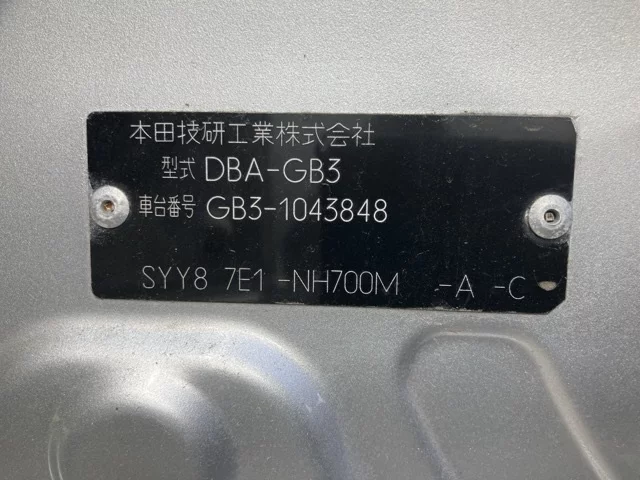 本田技研工業株式会社
型式 DBA-GB3
車台番号 GB3-1043848
SYY8 7E1 -NH700M -A -C